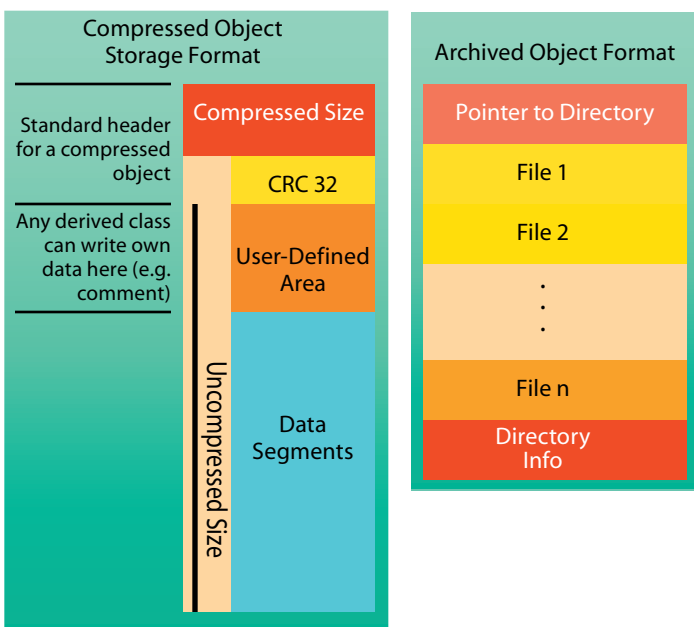 Compressed Object
Storage Format
Standard header
for a compressed
object
Any derived class
can write own
data here (e.g.
comment)
Compressed Size
CRC 32
User-Defined
Area
Uncompressed Size
Data
Segments
Archived Object Format
Pointer to Directory
File 1
File 2
.
.
.
File n
Directory
Info